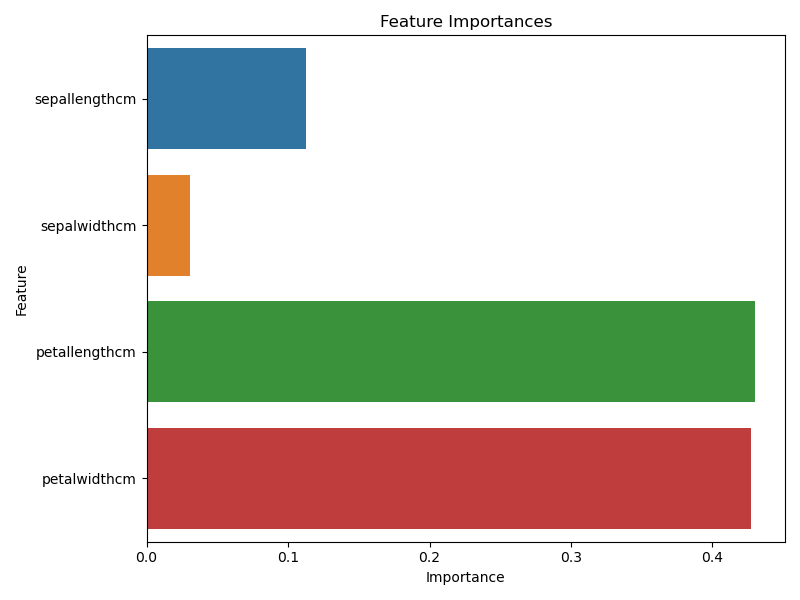 Feature Importances
sepallengthcm
sepalwidthcm
petallengthcm
petalwidthcm
Feature
0.0 0.1 0.2 0.3 0.4
Importance